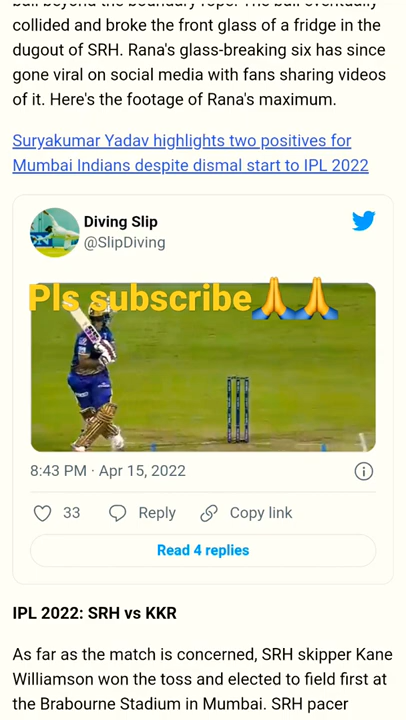 collided and broke the front glass of a fridge in the
dugout of SRH. Rana's glass-breaking six has since
gone viral on social media with fans sharing videos
of it. Here's the footage of Rana's maximum.
Suryakumar Yadav highlights two positives for
Mumbai Indians despite dismal start to IPL 2022
Diving Slip
@SlipDiving
Pls subscribe🙏🙏
8:43 PM · Apr 15, 2022
33 Reply Copy link
Read 4 replies
IPL 2022: SRH vs KKR
As far as the match is concerned, SRH skipper Kane
Williamson won the toss and elected to field first at
the Brabourne Stadium in Mumbai. SRH pacer